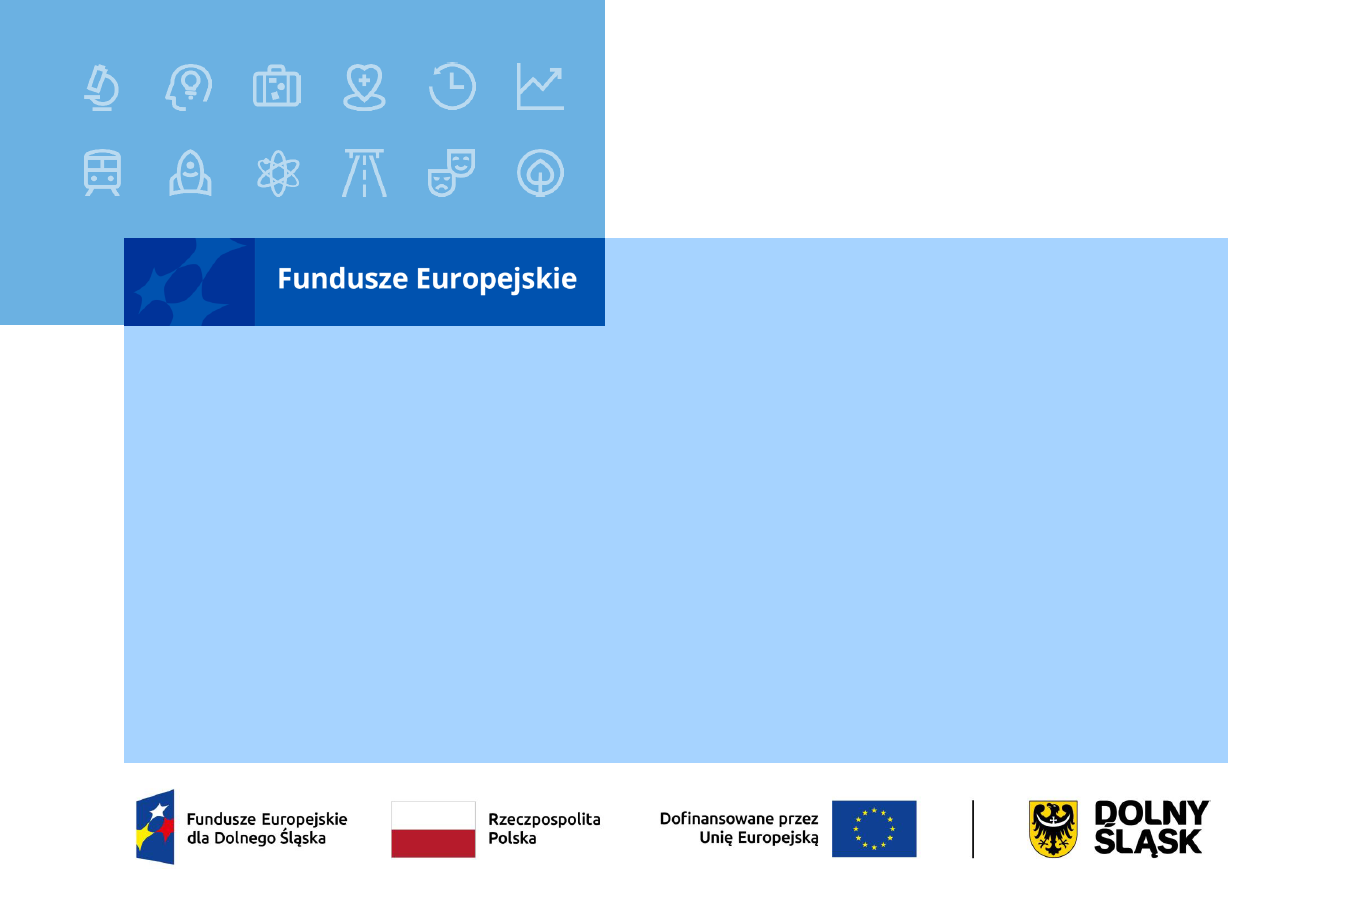 Fundusze Europejskie
Fundusze Europejskie
dla Dolnego Śląska
Rzeczpospolita
Polska
Dofinansowane przez
Unię Europejską
DOLNY
ŚLĄSK